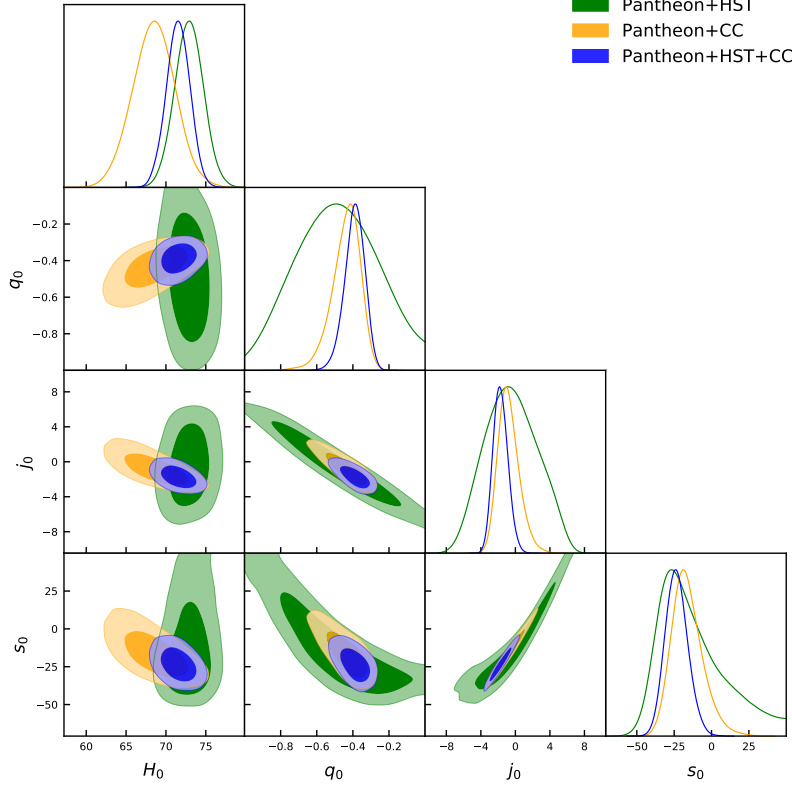 Pantheon+HST
Pantheon+CC
Pantheon+HST+CC
−0.2
−0.4
−0.6
−0.8
q₀
8
4
0
−4
−8
j₀
25
0
−25
−50
s₀
60 65 70 75
−0.8 −0.6 −0.4 −0.2
−8 −4 0 4 8
−50 −25 0 25
H₀ q₀ j₀ s₀